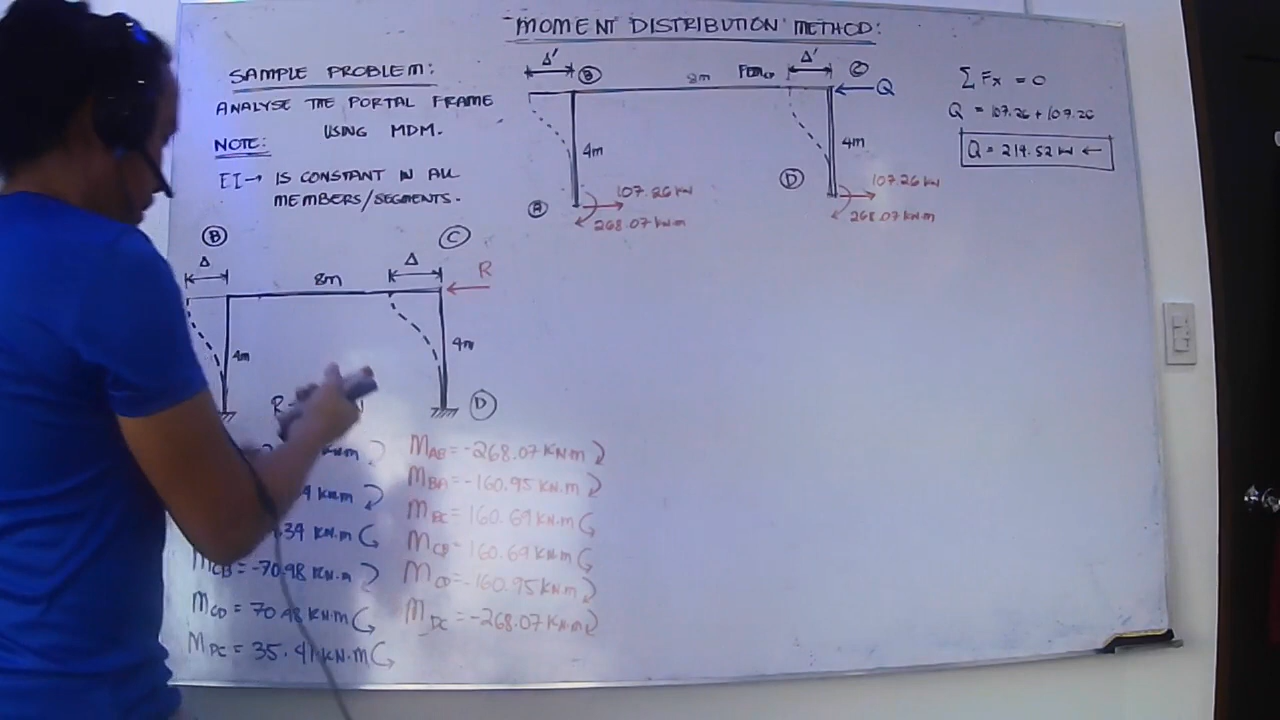 MOMENT DISTRIBUTION METHOD:
SAMPLE PROBLEM:
ANALYSE THE PORTAL FRAME
USING MDM.
NOTE:
EI→ IS CONSTANT IN ALL
MEMBERS/SEGMENTS.
B
C
Δ
8m
Δ
R
4m
4m
D
KN·m
4 KN·m
.34 KN·m
MCB = -70.98 KN·m
MCD = 70.98 KN·m
MDC = 35.41 KN·m
MAB = -268.07 KN·m
MBA = -160.95 KN·m
MBC = 160.69 KN·m
MCB = 160.69 KN·m
MCD = -160.95 KN·m
MDC = -268.07 KN·m
Δ'
B
8m
Δ'
C
Q
4m
4m
A
107.26 KN
268.07 KN·m
D
107.26 KN
268.07 KN·m
Σ Fx = 0
Q = 107.26 + 107.26
Q = 214.52 KN ←